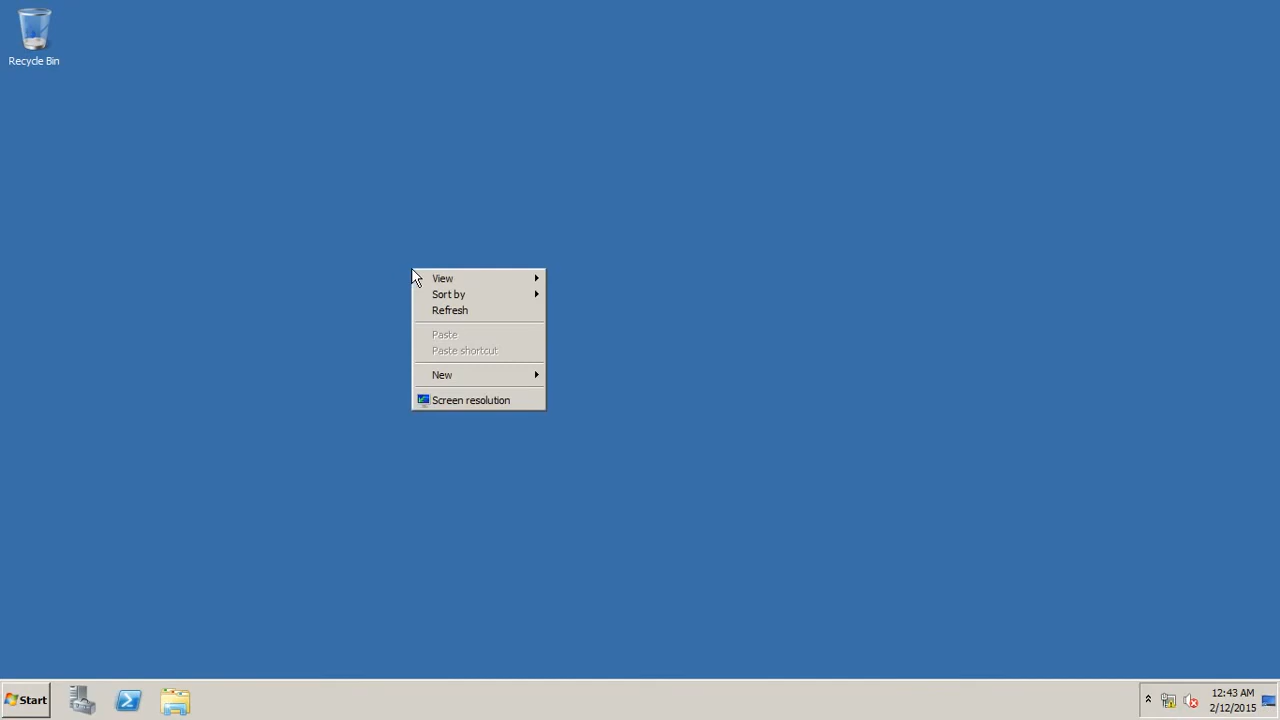 Recycle Bin
View
Sort by
Refresh
Paste
Paste shortcut
New
Screen resolution
Start
12:43 AM
2/12/2015